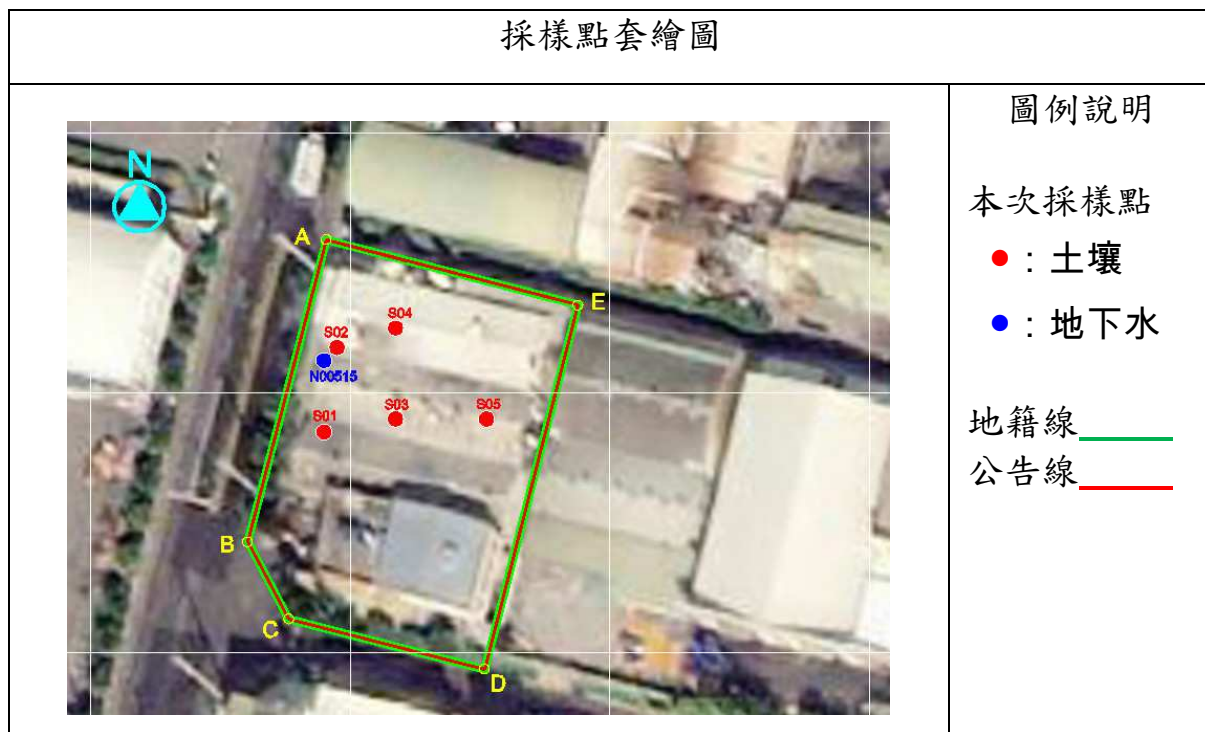 採樣點套繪圖
圖例說明
本次採樣點
●：土壤
●：地下水
地籍線
公告線
N
A
E
S04
S02
N00515
S01
S03
S05
B
C
D